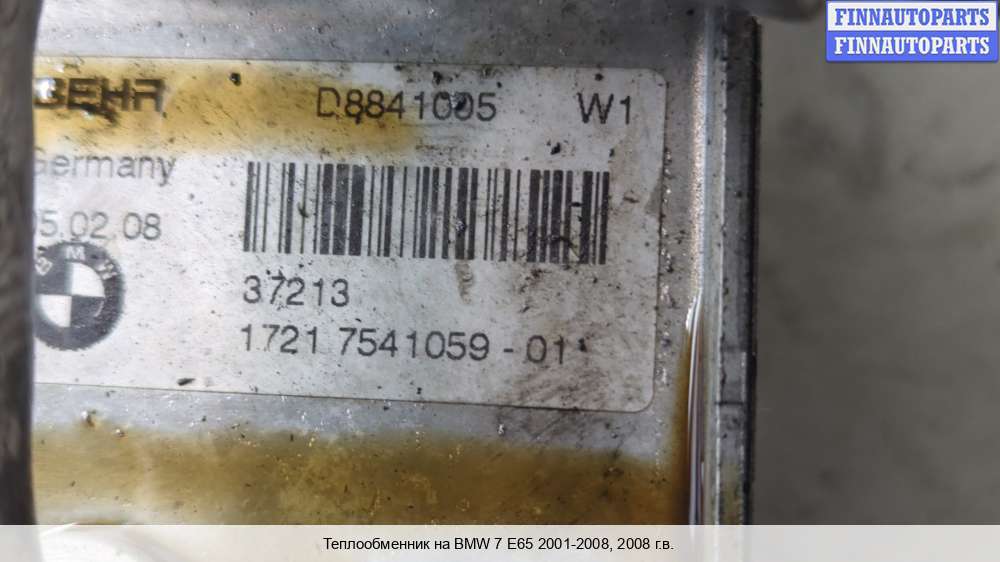 FINNAUTOPARTS
FINNAUTOPARTS
BEHR D8841005 W1
Germany
05.02.08
BMW
37213
1721 7541059 - 01
Теплообменник на BMW 7 E65 2001-2008, 2008 г.в.